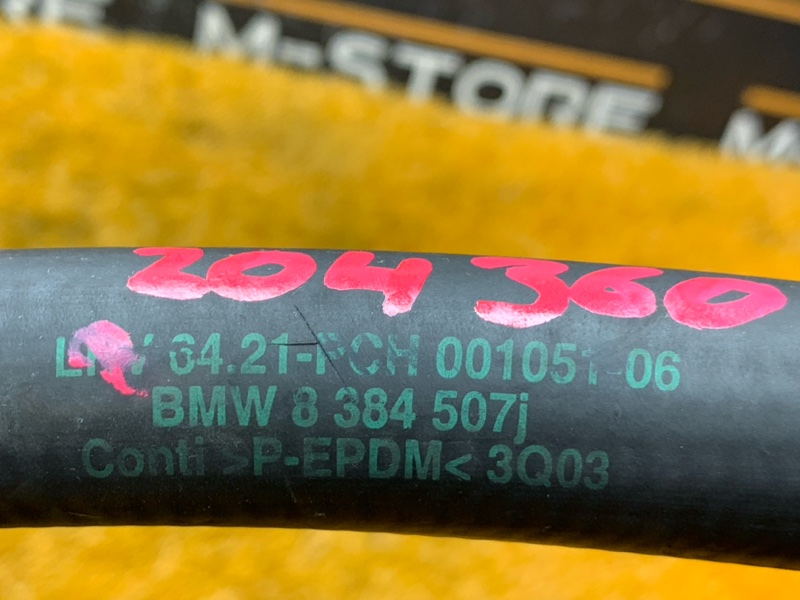 M-STORE
204 360
64.21-PCH 001051-06
BMW 8 384 507j
Conti >P-EPDM< 3Q03